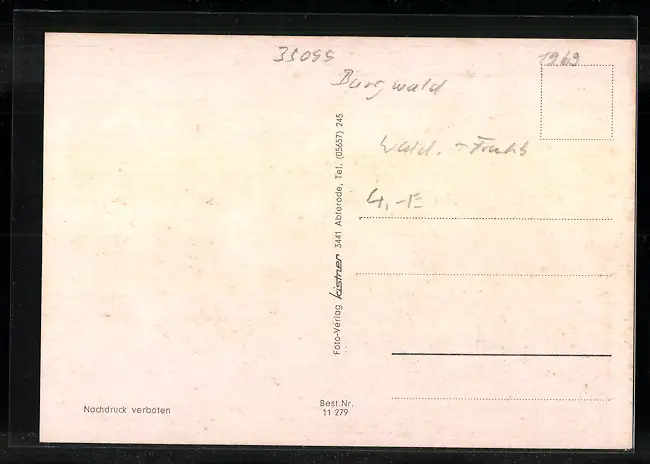 35099
1969
Burgwald
Wald. - Frankb
4,-E
Foto-Verlag kistner 3441 Abterode, Tel. (05657) 245
Nachdruck verboten
Best.Nr.
11 279